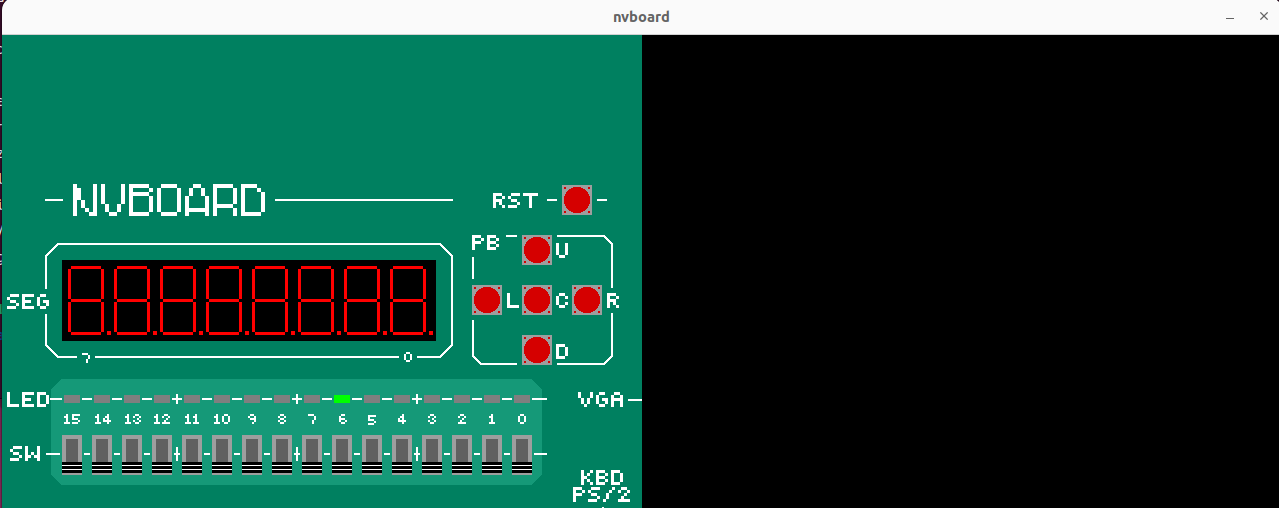 nvboard
NVBOARD
RST
PB U
SEG L C R
7 0 D
LED VGA
15 14 13 12 11 10 9 8 7 6 5 4 3 2 1 0
SW
KBD
PS/2